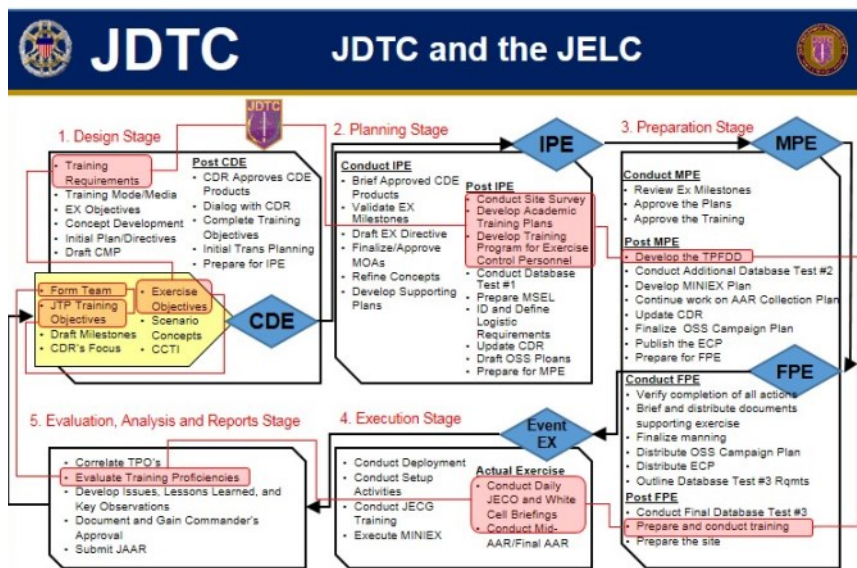 JDTC
JDTC and the JELC
JDTC
1. Design Stage
• Training
Requirements
• Training Mode/Media
• EX Objectives
• Concept Development
• Initial Plan/Directives
• Draft CMP
Post CDE
• CDR Approves CDE
Products
• Dialog with CDR
• Complete Training
Objectives
• Initial Trans Planning
• Prepare for IPE
• Form Team
• JTP Training
Objectives
• Draft Milestones
• CDR's Focus
• Exercise
Objectives
• Scenario
Concepts
• CCTI
CDE
2. Planning Stage
IPE
Conduct IPE
• Brief Approved CDE
Products
• Validate EX
Milestones
• Draft EX Directive
• Finalize/Approve
MOAs
• Refine Concepts
• Develop Supporting
Plans
Post IPE
• Conduct Site Survey
• Develop Academic
Training Plans
• Develop Training
Program for Exercise
Control Personnel
• Conduct Database
Test #1
• Prepare MSEL
• ID and Define
Logistic
Requirements
• Update CDR
• Draft OSS Ploans
• Prepare for MPE
3. Preparation Stage
MPE
Conduct MPE
• Review Ex Milestones
• Approve the Plans
• Approve the Training
Post MPE
• Develop the TPFDD
• Conduct Additional Database Test #2
• Develop MINIEX Plan
• Continue work on AAR Collection Plan
• Update CDR
• Finalize OSS Campaign Plan
• Publish the ECP
• Prepare for FPE
FPE
Conduct FPE
• Verify completion of all actions
• Brief and distribute documents
supporting exercise
• Finalize manning
• Distribute OSS Campaign Plan
• Distribute ECP
• Outline Database Test #3 Rqmts
Post FPE
• Conduct Final Database Test #3
• Prepare and conduct training
• Prepare the site
4. Execution Stage
Event
EX
• Conduct Deployment
• Conduct Setup
Activities
• Conduct JECG
Training
• Execute MINIEX
Actual Exercise
• Conduct Daily
JECO and White
Cell Briefings
• Conduct Mid-
AAR/Final AAR
5. Evaluation, Analysis and Reports Stage
• Correlate TPO's
• Evaluate Training Proficiencies
• Develop Issues, Lessons Learned, and
Key Observations
• Document and Gain Commander's
Approval
• Submit JAAR